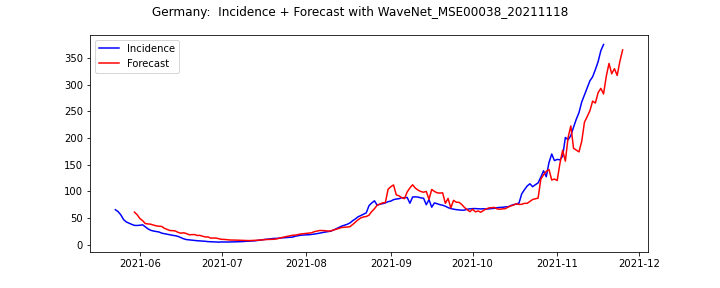 Germany:  Incidence + Forecast with WaveNet_MSE00038_20211118
Incidence
Forecast
350
300
250
200
150
100
50
0
2021-06 2021-07 2021-08 2021-09 2021-10 2021-11 2021-12